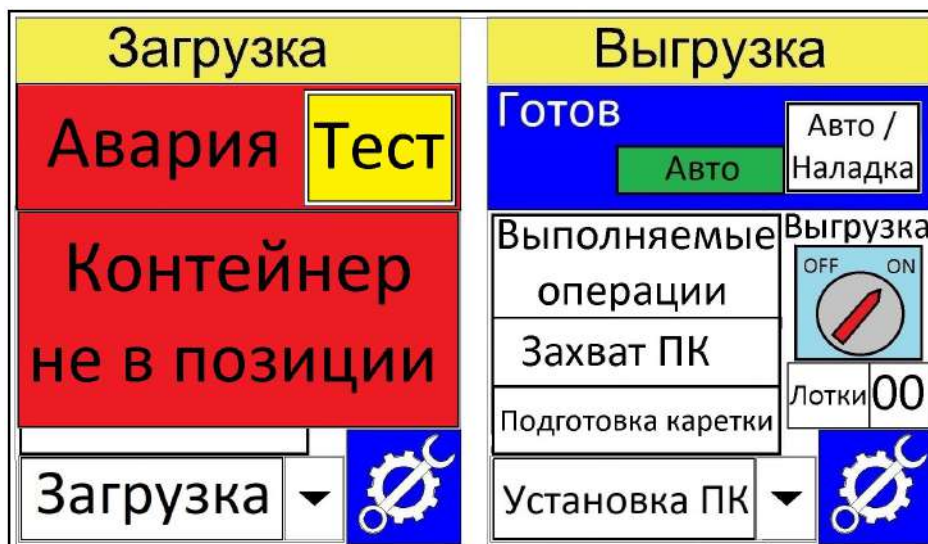 Загрузка
Авария
Тест
Контейнер
не в позиции
Загрузка
Выгрузка
Готов
Авто
Авто /
Наладка
Выполняемые
операции
Захват ПК
Подготовка каретки
Выгрузка
OFF ON
Лотки 00
Установка ПК